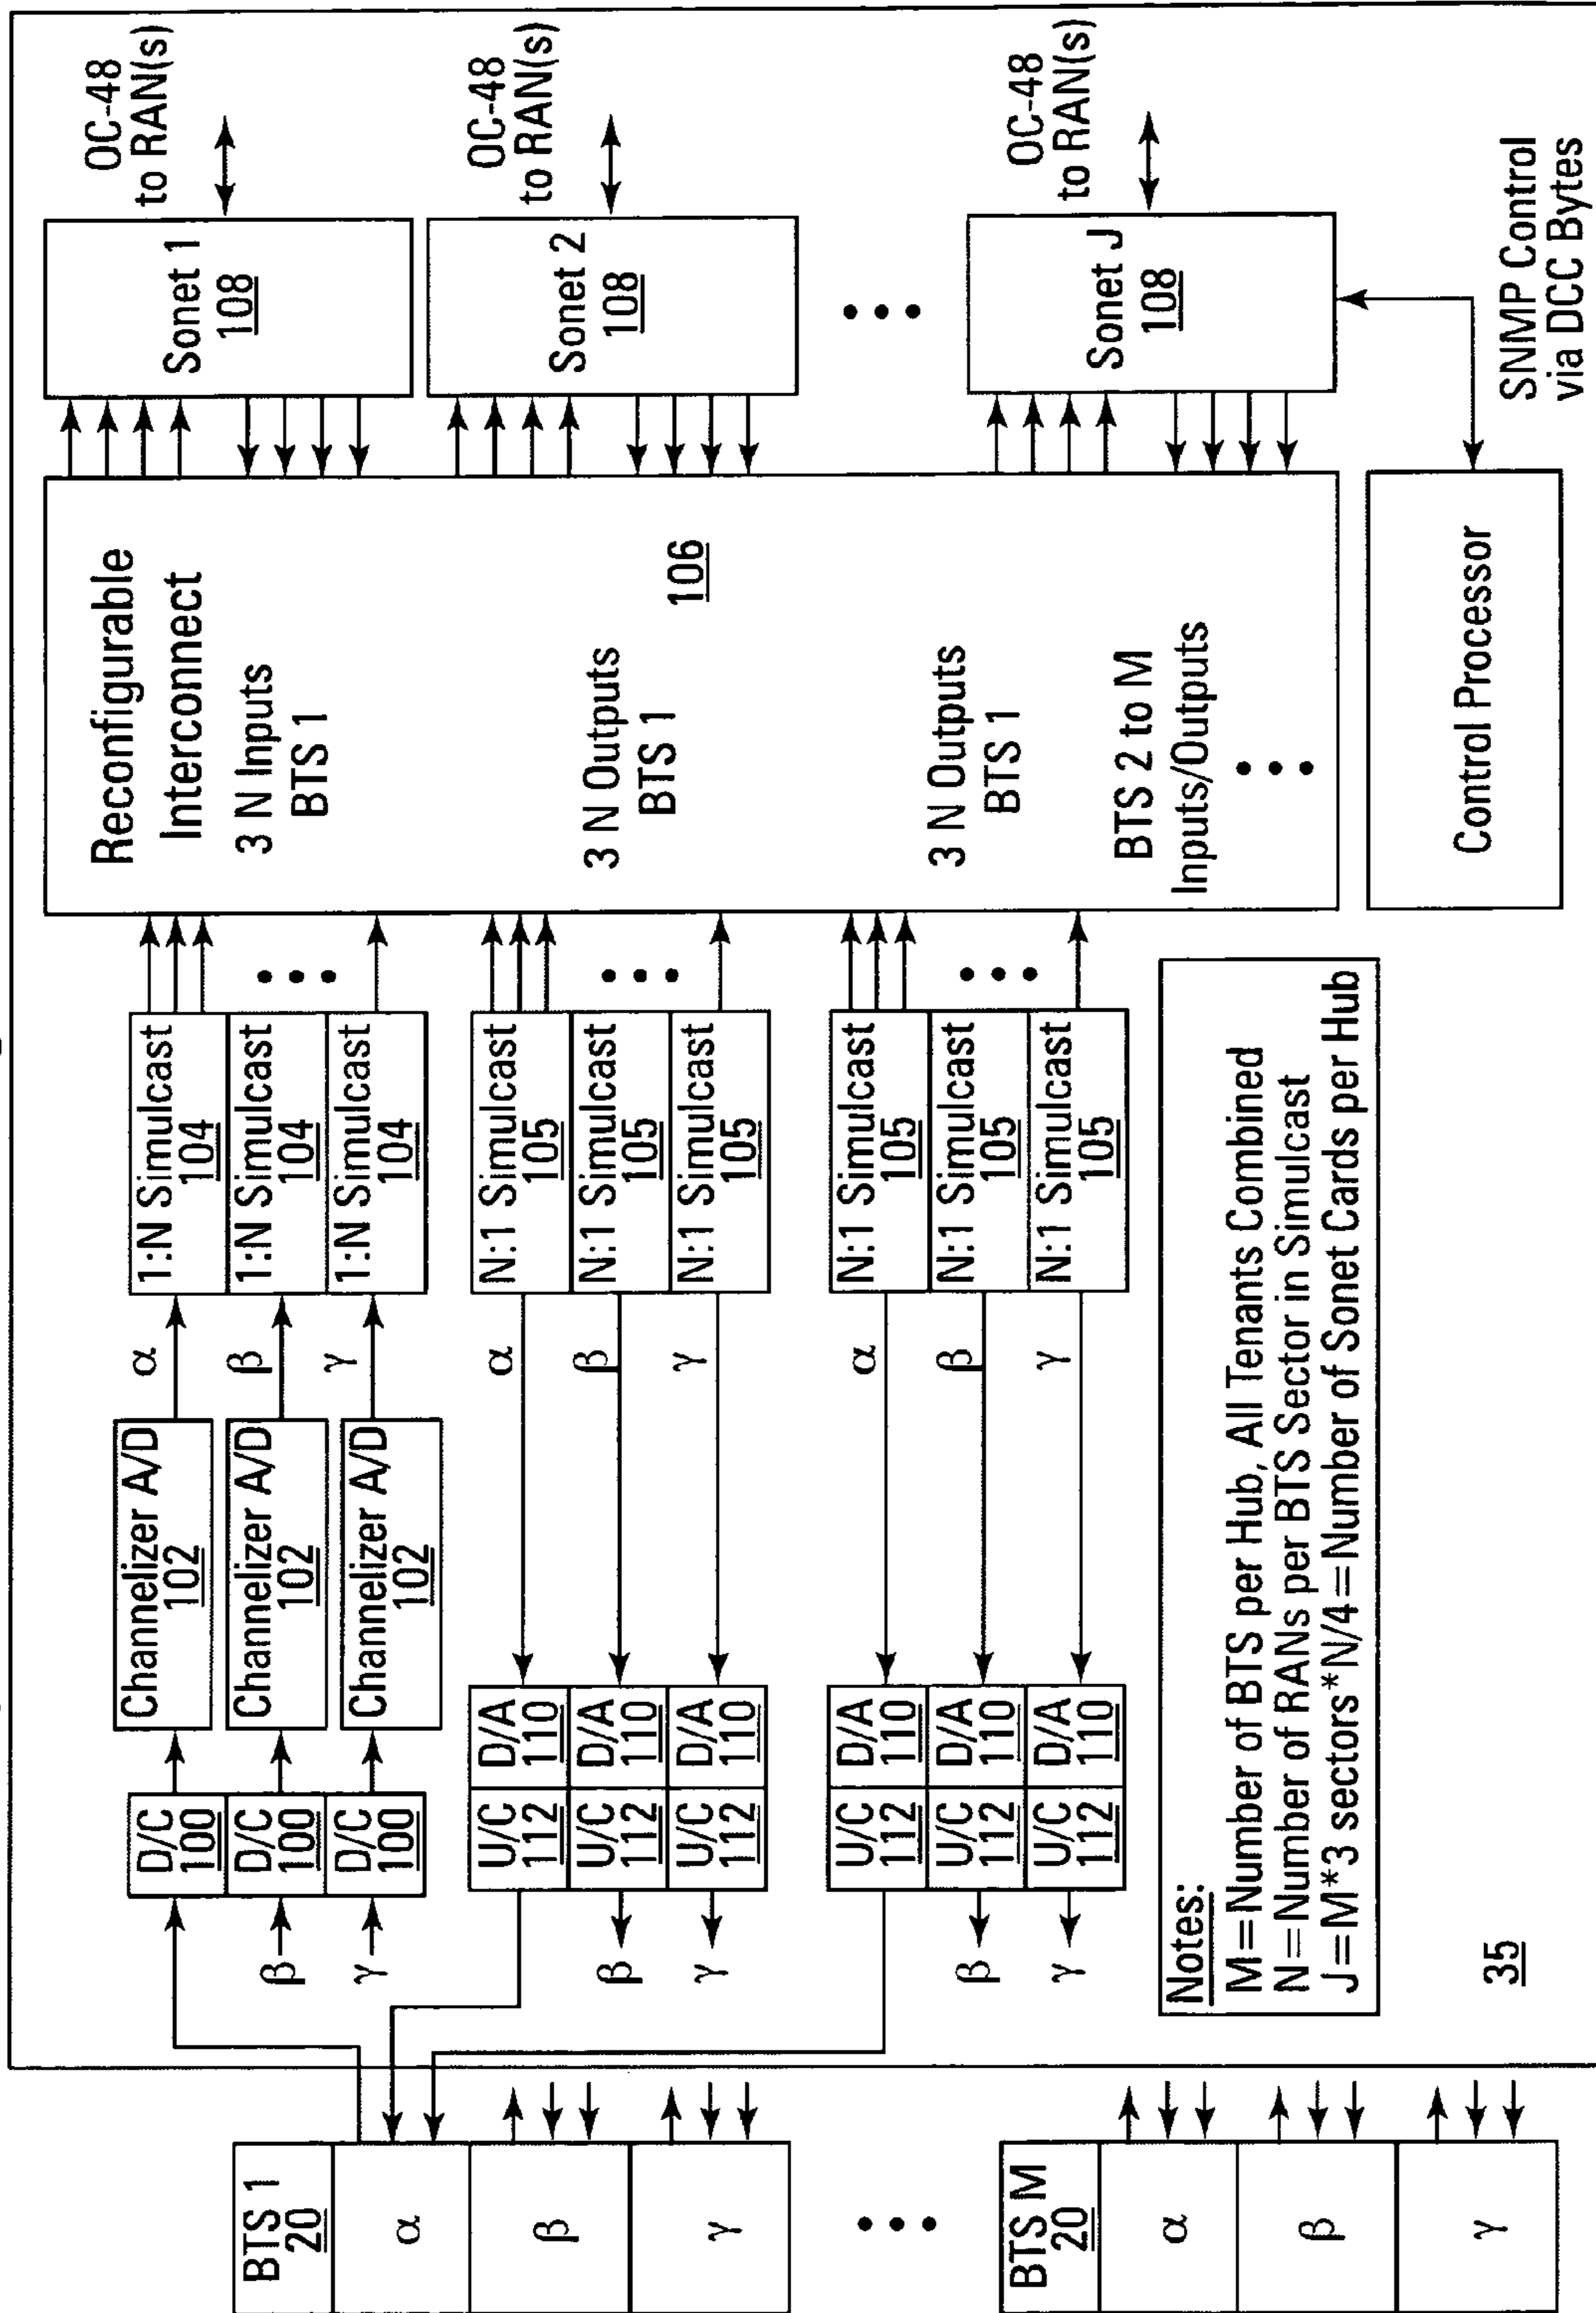 BTS 1
20
α
β
γ
BTS M
20
α
β
γ
D/C
100
D/C
100
D/C
100
β
γ
Channelizer A/D
102
Channelizer A/D
102
Channelizer A/D
102
α
β
γ
1:N Simulcast
104
1:N Simulcast
104
1:N Simulcast
104
U/C
112
D/A
110
U/C
112
D/A
110
U/C
112
D/A
110
β
γ
α
β
γ
N:1 Simulcast
105
N:1 Simulcast
105
N:1 Simulcast
105
U/C
112
D/A
110
U/C
112
D/A
110
U/C
112
D/A
110
β
γ
α
β
γ
N:1 Simulcast
105
N:1 Simulcast
105
N:1 Simulcast
105
Reconfigurable
Interconnect
3 N Inputs
BTS 1
3 N Outputs
BTS 1
106
3 N Outputs
BTS 1
BTS 2 to M
Inputs/Outputs
Sonet 1
108
OC-48
to RAN(s)
Sonet 2
108
OC-48
to RAN(s)
Sonet J
108
OC-48
to RAN(s)
Control Processor
SNMP Control
via DCC Bytes
Notes:
M=Number of BTS per Hub, All Tenants Combined
N=Number of RANs per BTS Sector in Simulcast
J=M*3 sectors*N/4=Number of Sonet Cards per Hub
35